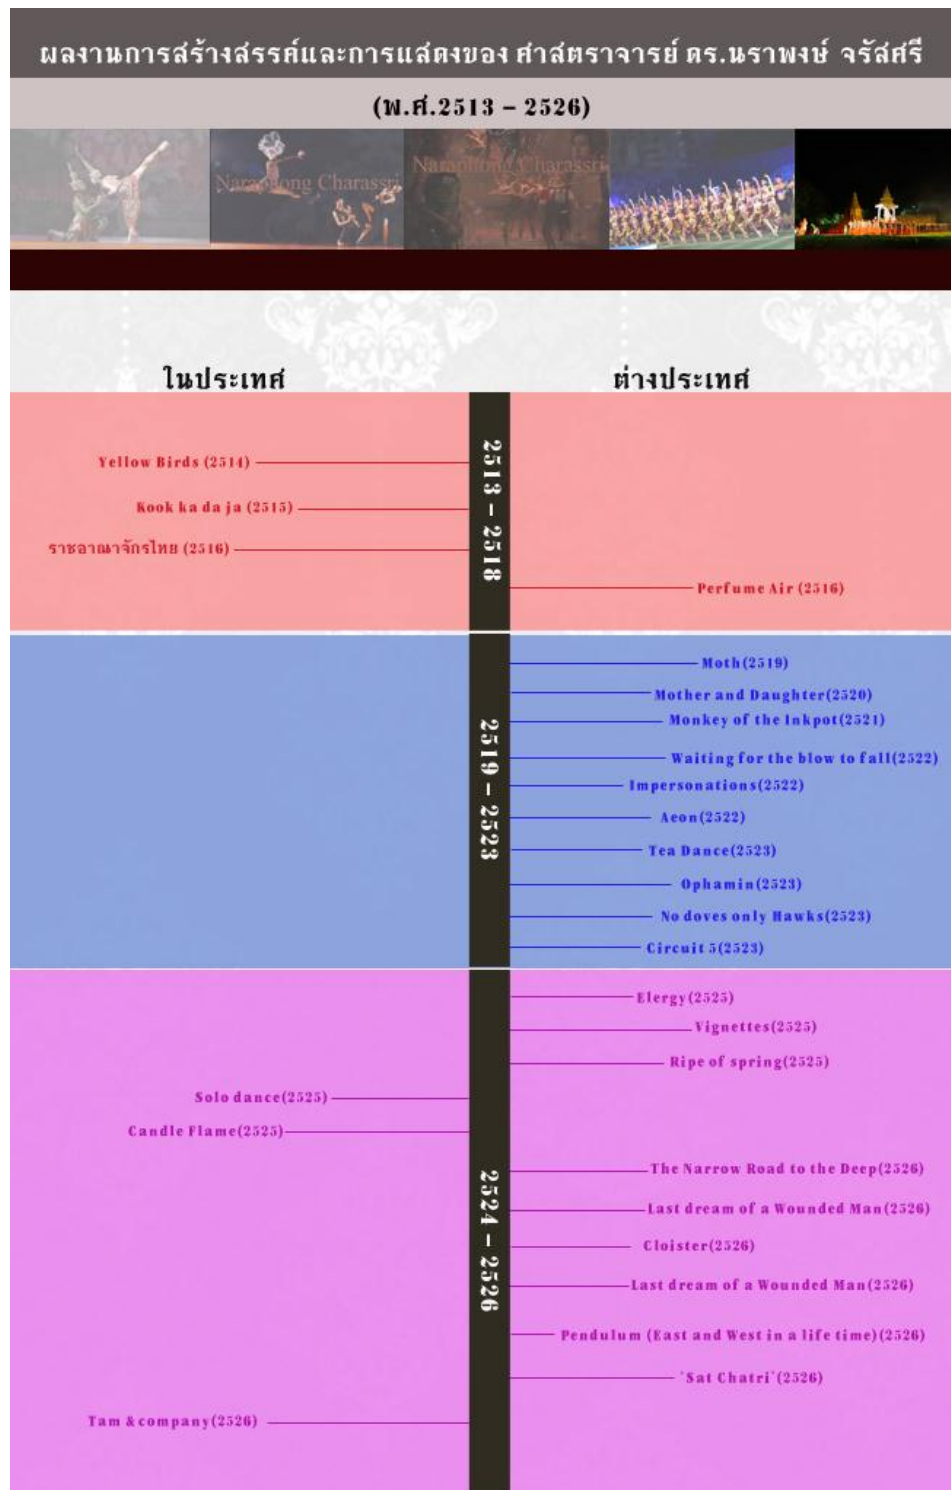 ผลงานการสร้างสรรค์และการแสดงของ ศาสตราจารย์ ดร.นราพงษ์ จรัสศรี
(พ.ศ.2513 – 2526)
Naraphong Charassri
Naraphong Charassri
ในประเทศ
ต่างประเทศ
2513 – 2518
Yellow Birds (2514)
Kook ka da ja (2515)
ราชอาณาจักรไทย (2516)
Perfume Air (2516)
2519 – 2523
Moth(2519)
Mother and Daughter(2520)
Monkey of the Inkpot(2521)
Waiting for the blow to fall(2522)
Impersonations(2522)
Aeon(2522)
Tea Dance(2523)
Ophamin(2523)
No doves only Hawks(2523)
Circuit 5(2523)
2524 – 2526
Elergy(2525)
Vignettes(2525)
Ripe of spring(2525)
Solo dance(2525)
Candle Flame(2525)
The Narrow Road to the Deep(2526)
Last dream of a Wounded Man(2526)
Cloister(2526)
Last dream of a Wounded Man(2526)
Pendulum (East and West in a life time)(2526)
"Sat Chatri"(2526)
Tam & company(2526)